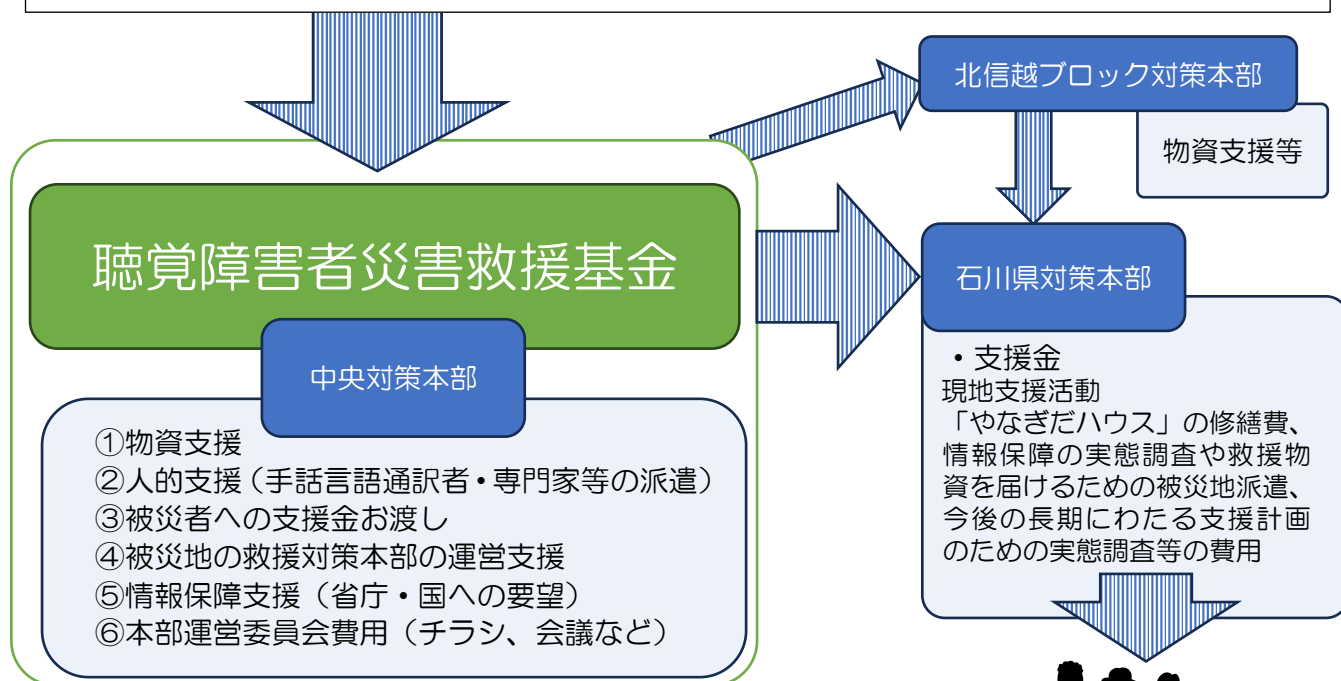 聴覚障害者災害救援基金
中央対策本部
①物資支援
②人的支援（手話言語通訳者・専門家等の派遣）
③被災者への支援金お渡し
④被災地の救援対策本部の運営支援
⑤情報保障支援（省庁・国への要望）
⑥本部運営委員会費用（チラシ、会議など）
北信越ブロック対策本部
物資支援等
石川県対策本部
・支援金
現地支援活動
「やなぎだハウス」の修繕費、
情報保障の実態調査や救援物
資を届けるための被災地派遣、
今後の長期にわたる支援計画
のための実態調査等の費用